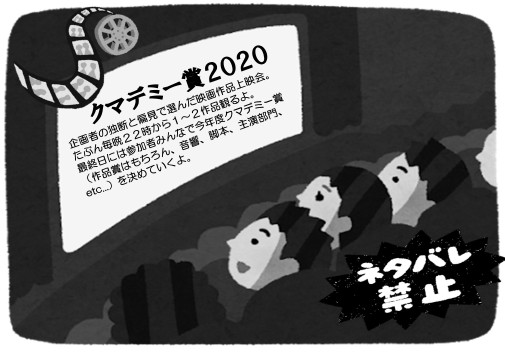 クマデミー賞2020
企画者の独断と偏見で選んだ映画作品上映会。
たぶん毎晩22時から1～2作品観るよ。
最終日には参加者みんなで今年度クマデミー賞
（作品賞はもちろん、音響、脚本、主演部門、
etc...）を決めていくよ。
ネタバレ
禁止